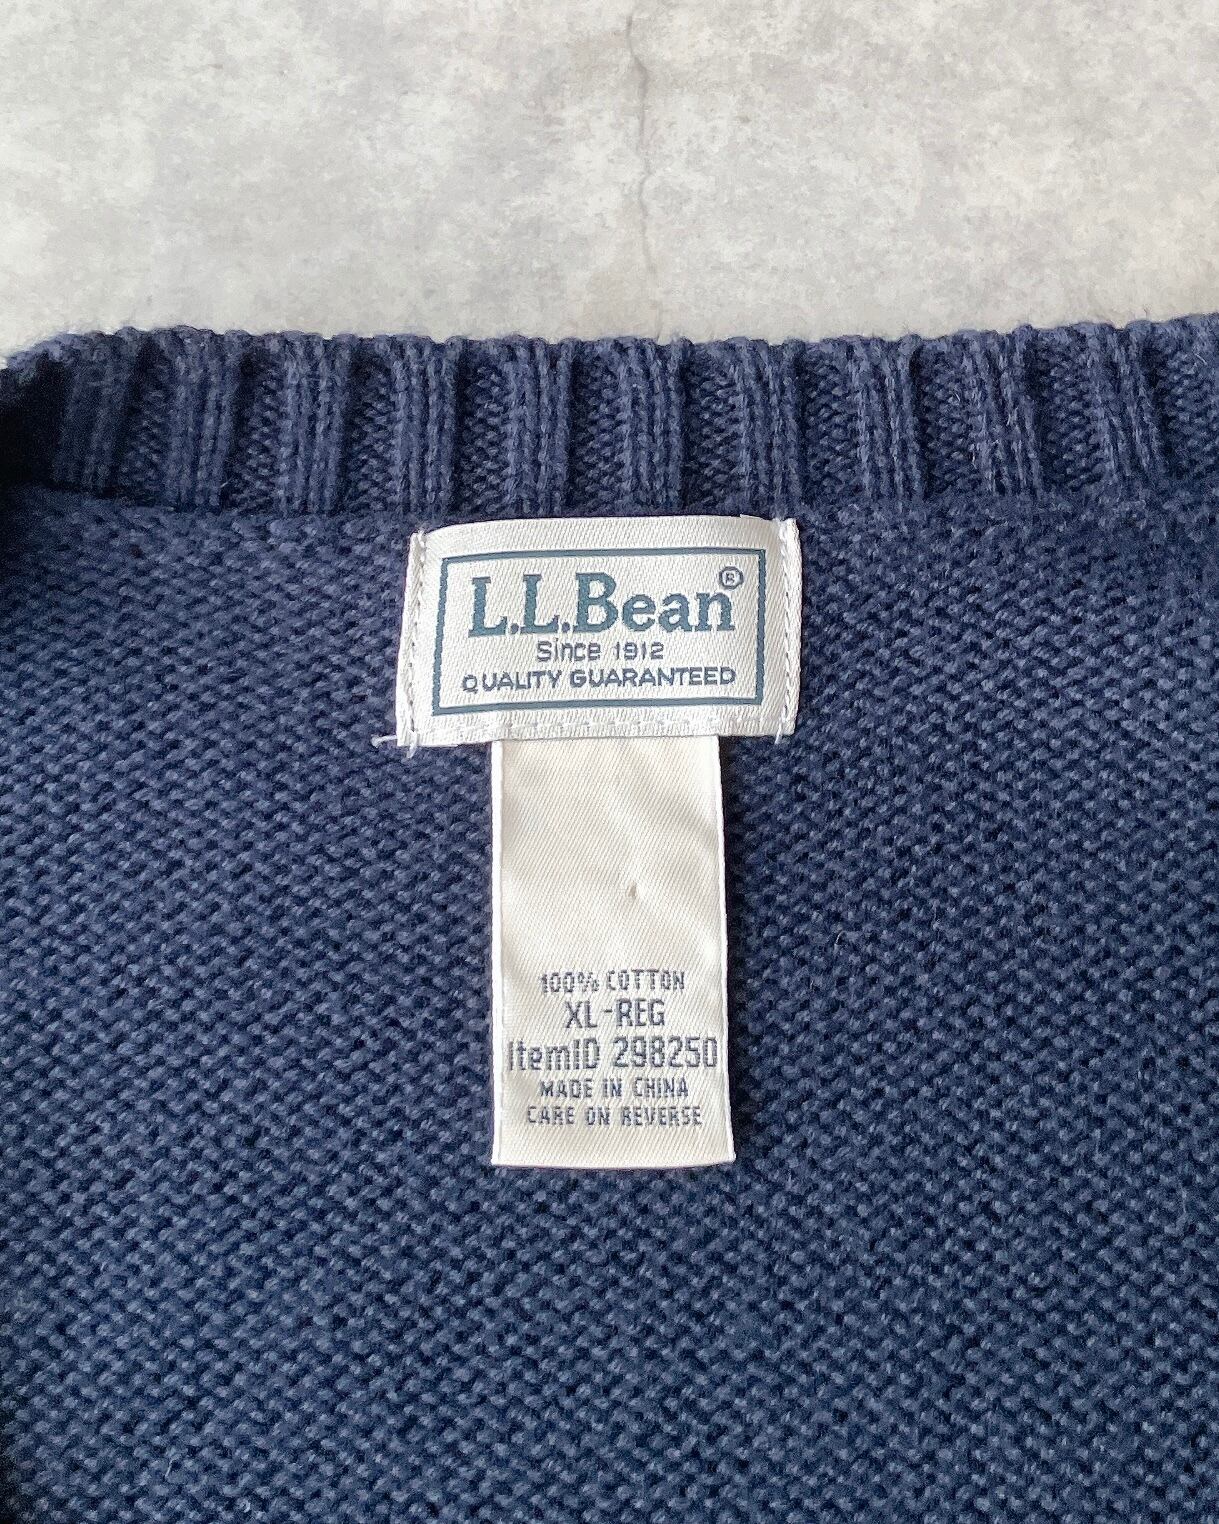 L.L.Bean®
Since 1912
QUALITY GUARANTEED
100% COTTON
XL-REG
ItemID 298250
MADE IN CHINA
CARE ON REVERSE